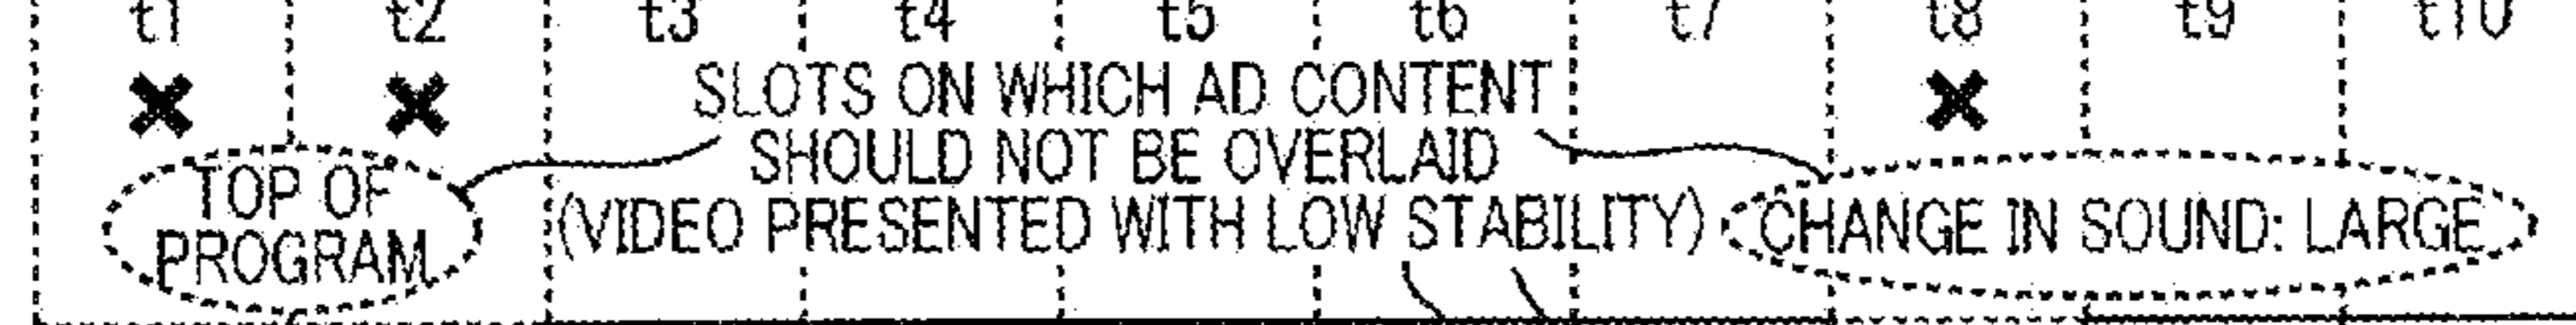 t1 t2 t3 t4 t5 t6 t7 t8 t9 t10
SLOTS ON WHICH AD CONTENT
SHOULD NOT BE OVERLAID
(VIDEO PRESENTED WITH LOW STABILITY)
TOP OF
PROGRAM
CHANGE IN SOUND: LARGE